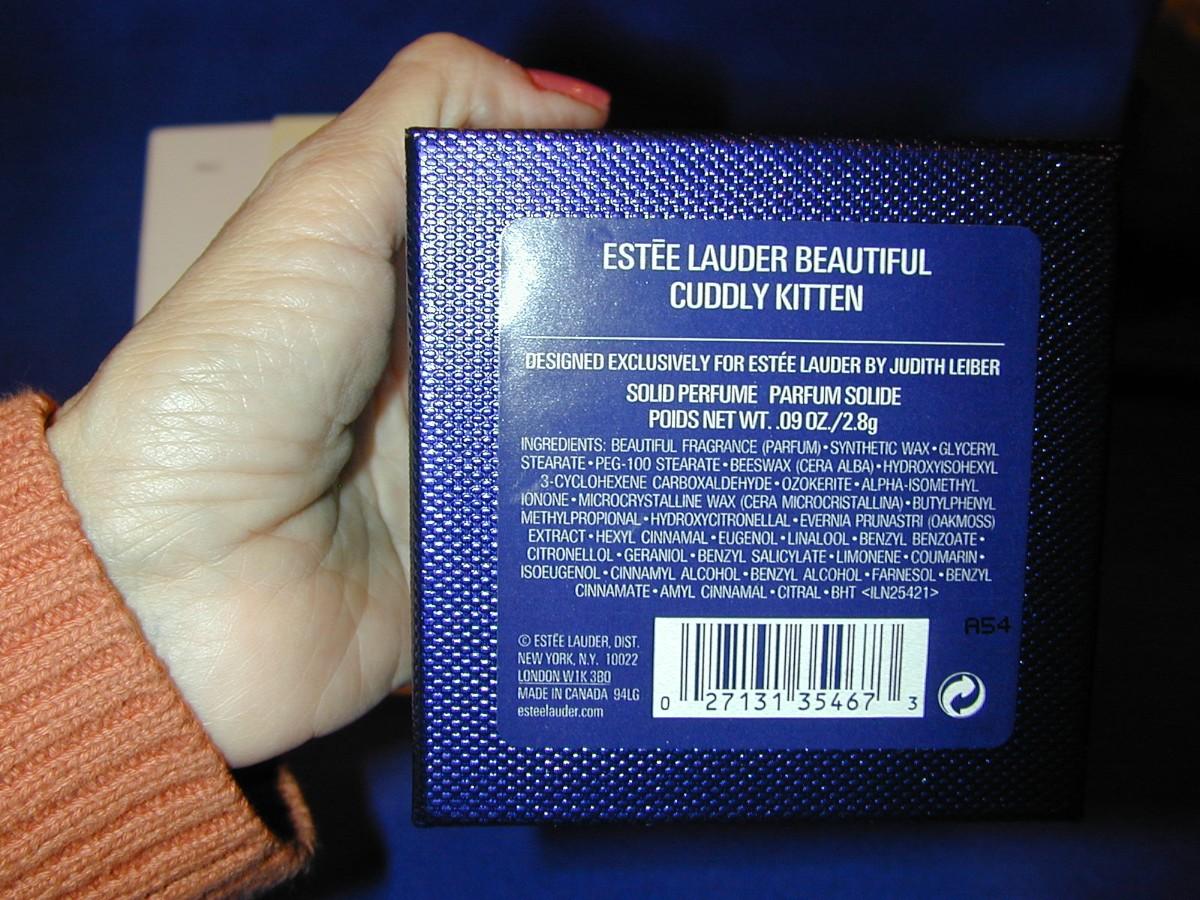 ESTĒE LAUDER BEAUTIFUL
CUDDLY KITTEN
DESIGNED EXCLUSIVELY FOR ESTÉE LAUDER BY JUDITH LEIBER
SOLID PERFUME PARFUM SOLIDE
POIDS NET WT. .09 OZ./2.8g
INGREDIENTS: BEAUTIFUL FRAGRANCE (PARFUM)•SYNTHETIC WAX•GLYCERYL
STEARATE•PEG-100 STEARATE•BEESWAX (CERA ALBA)•HYDROXYISOHEXYL
3-CYCLOHEXENE CARBOXALDEHYDE•OZOKERITE•ALPHA-ISOMETHYL
IONONE•MICROCRYSTALLINE WAX (CERA MICROCRISTALLINA)•BUTYLPHENYL
METHYLPROPIONAL•HYDROXYCITRONELLAL•EVERNIA PRUNASTRI (OAKMOSS)
EXTRACT•HEXYL CINNAMAL•EUGENOL•LINALOOL•BENZYL BENZOATE•
CITRONELLOL•GERANIOL•BENZYL SALICYLATE•LIMONENE•COUMARIN•
ISOEUGENOL•CINNAMYL ALCOHOL•BENZYL ALCOHOL•FARNESOL•BENZYL
CINNAMATE•AMYL CINNAMAL•CITRAL•BHT <ILN25421>
A54
© ESTÉE LAUDER, DIST.
NEW YORK, N.Y. 10022
LONDON W1K 3BQ
MADE IN CANADA 94LG
esteelauder.com
0 27131 35467 3